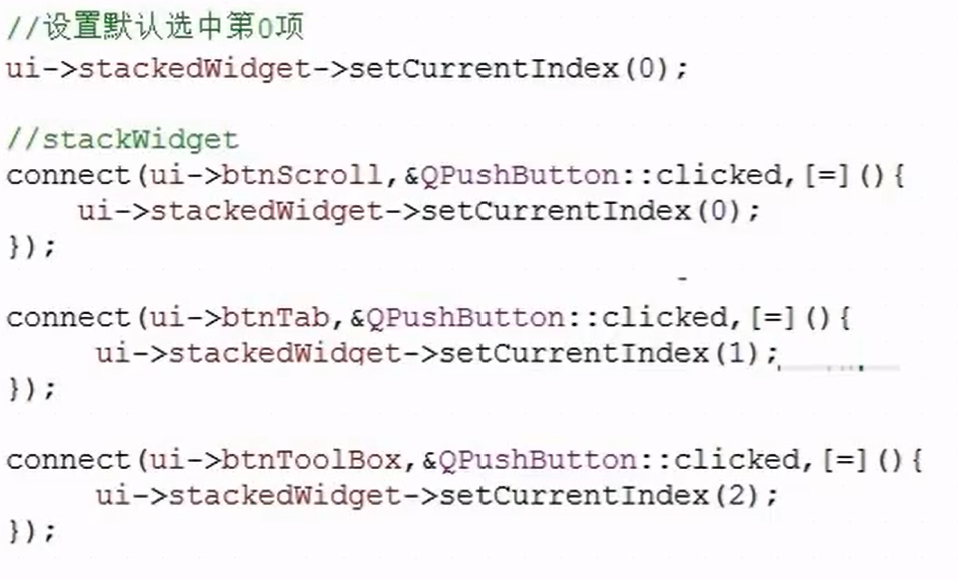 //设置默认选中第0项
ui->stackedWidget->setCurrentIndex(0);
//stackWidget
connect(ui->btnScroll,&QPushButton::clicked,[=](){
ui->stackedWidget->setCurrentIndex(0);
});
connect(ui->btnTab,&QPushButton::clicked,[=](){
ui->stackedWidget->setCurrentIndex(1);
});
connect(ui->btnToolBox,&QPushButton::clicked,[=](){
ui->stackedWidget->setCurrentIndex(2);
});